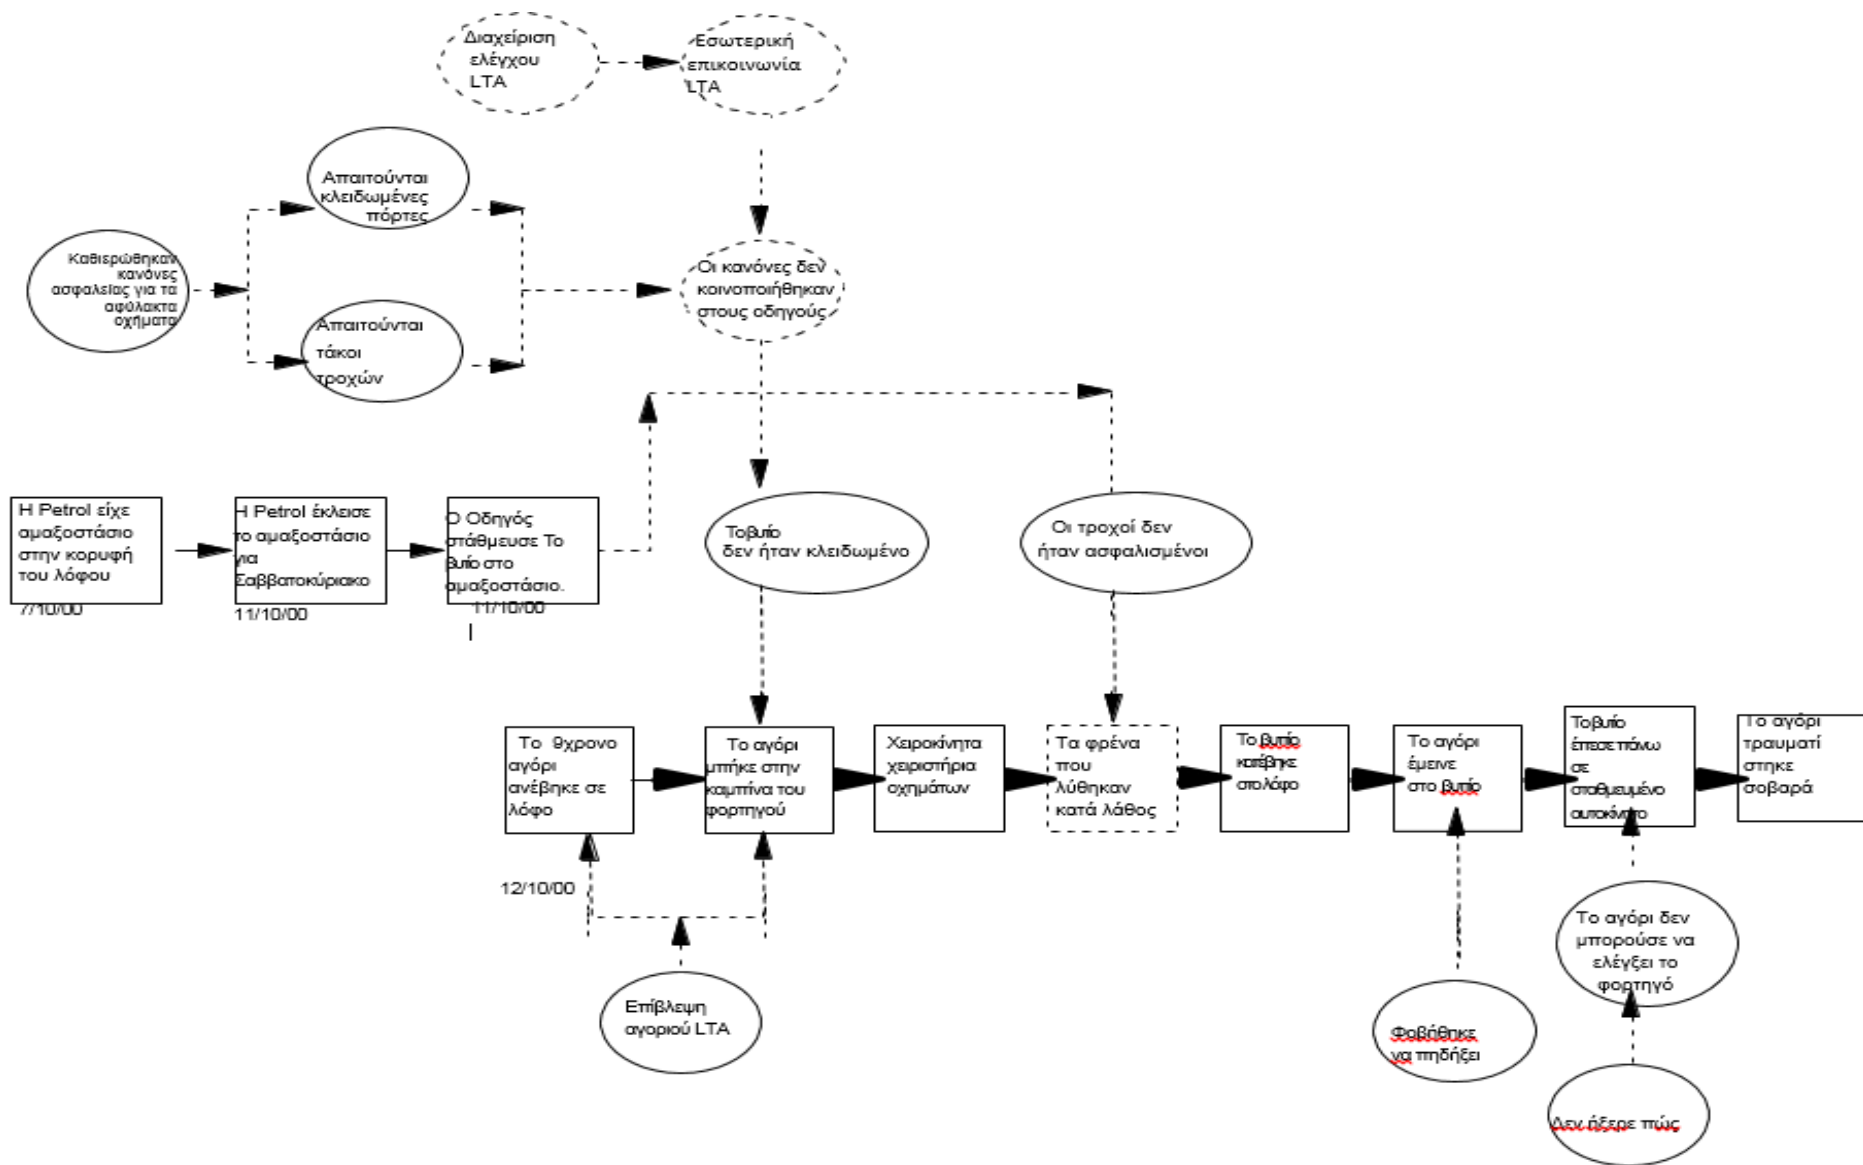 Διαχείριση
ελέγχου
LTA
Εσωτερική
επικοινωνία
LTA
Απαιτούνται
κλειδωμένες
πόρτες
Καθιερώθηκαν
κανόνες
ασφαλείας για τα
αφύλακτα
οχήματα
Απαιτούνται
τάκοι
τροχών
Οι κανόνες δεν
κοινοποιήθηκαν
στους οδηγούς
Η Petrol είχε
αμαξοστάσιο
στην κορυφή
του λόφου
7/10/00
Η Petrol έκλεισε
το αμαξοστάσιο
για
Σαββατοκύριακο
11/10/00
Ο Οδηγός
στάθμευσε Το
βυτίο στο
αμαξοστάσιο.
11/10/00
Το βυτίο
δεν ήταν κλειδωμένο
Οι τροχοί δεν
ήταν ασφαλισμένοι
Το 9χρονο
αγόρι
ανέβηκε σε
λόφο
12/10/00
Το αγόρι
μπήκε στην
καμπίνα του
φορτηγού
Χειροκίνητα
χειριστήρια
οχημάτων
Τα φρένα
που
λύθηκαν
κατά λάθος
Το βυτίο
κατέβηκε
στο λόφο
Το αγόρι
έμεινε
στο βυτίο
Το βυτίο
έπεσε πάνω
σε
σταθμευμένο
αυτοκίνητο
Το αγόρι
τραυματί
στηκε
σοβαρά
Επίβλεψη
αγοριού LTA
Φοβήθηκε
να πηδήξει
Το αγόρι δεν
μπορούσε να
ελέγξει το
φορτηγό
Δεν ήξερε πώς